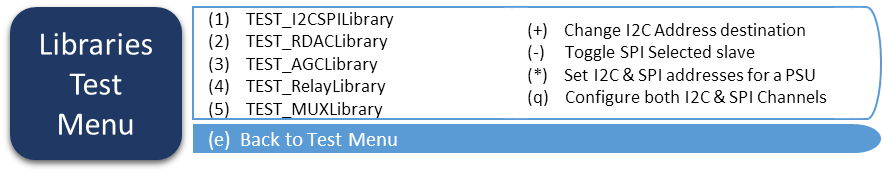 Libraries
Test
Menu
(1) TEST_I2CSPILibrary
(2) TEST_RDACLibrary
(3) TEST_AGCLibrary
(4) TEST_RelayLibrary
(5) TEST_MUXLibrary
(+) Change I2C Address destination
(-) Toggle SPI Selected slave
(*) Set I2C & SPI addresses for a PSU
(q) Configure both I2C & SPI Channels
(e) Back to Test Menu